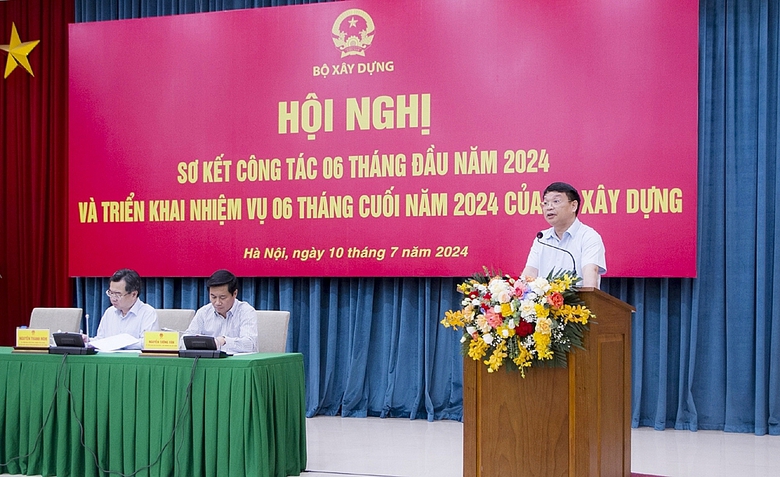 BỘ XÂY DỰNG
HỘI NGHỊ
SƠ KẾT CÔNG TÁC 06 THÁNG ĐẦU NĂM 2024
VÀ TRIỂN KHAI NHIỆM VỤ 06 THÁNG CUỐI NĂM 2024 CỦA XÂY DỰNG
Hà Nội, ngày 10 tháng 7 năm 2024